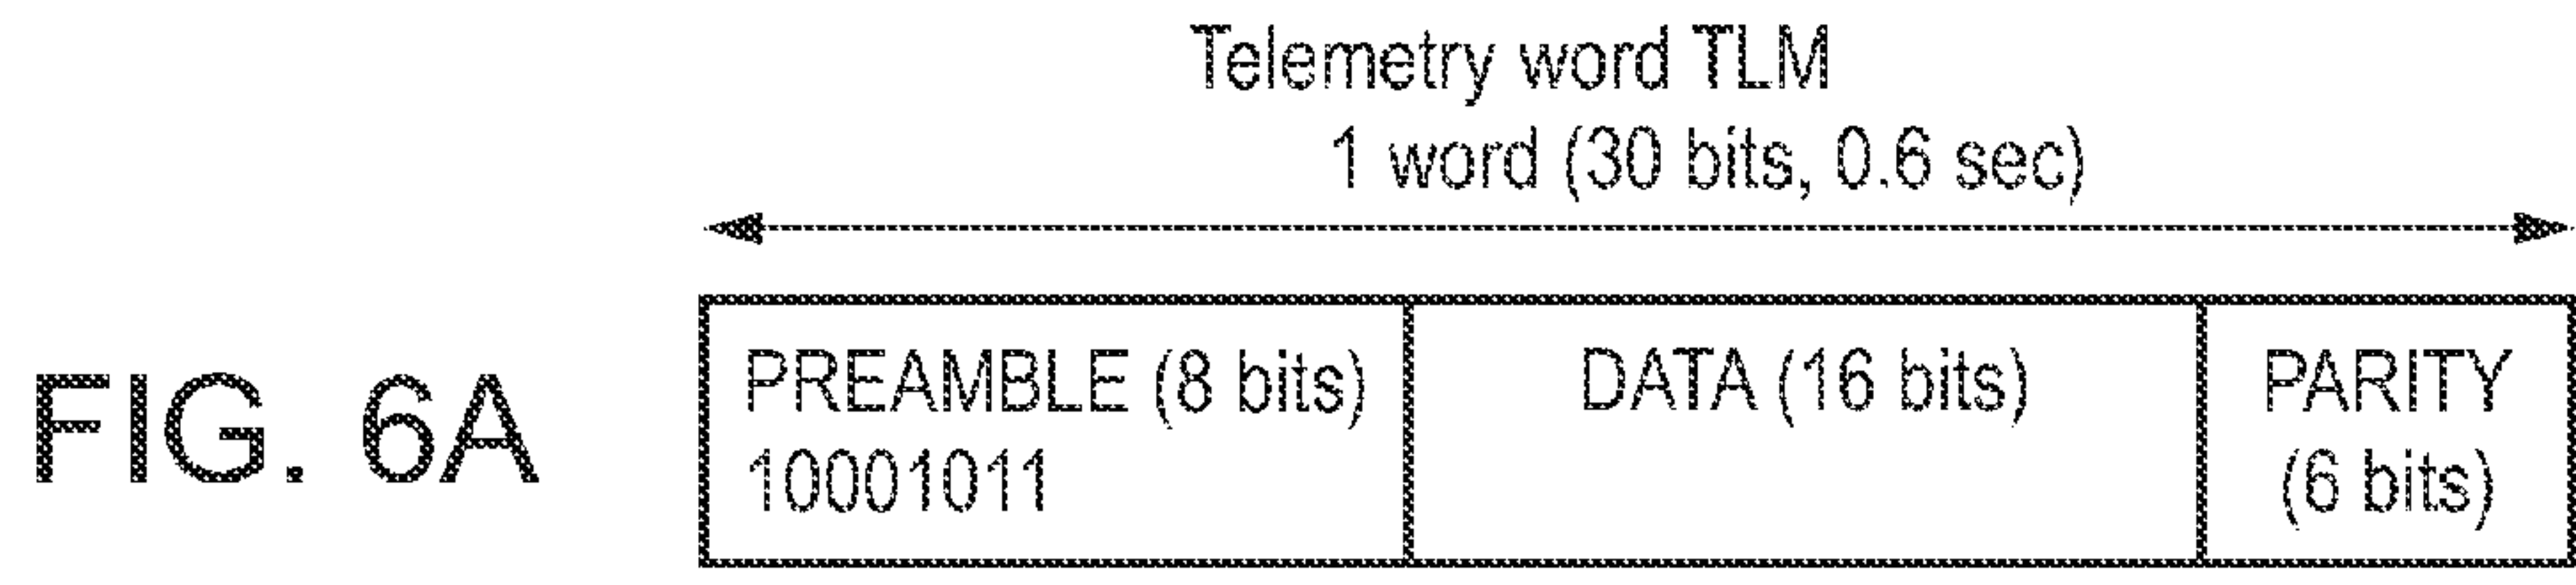 Telemetry word TLM
1 word (30 bits, 0.6 sec)
FIG. 6A
PREAMBLE (8 bits)
10001011
DATA (16 bits)
PARITY
(6 bits)